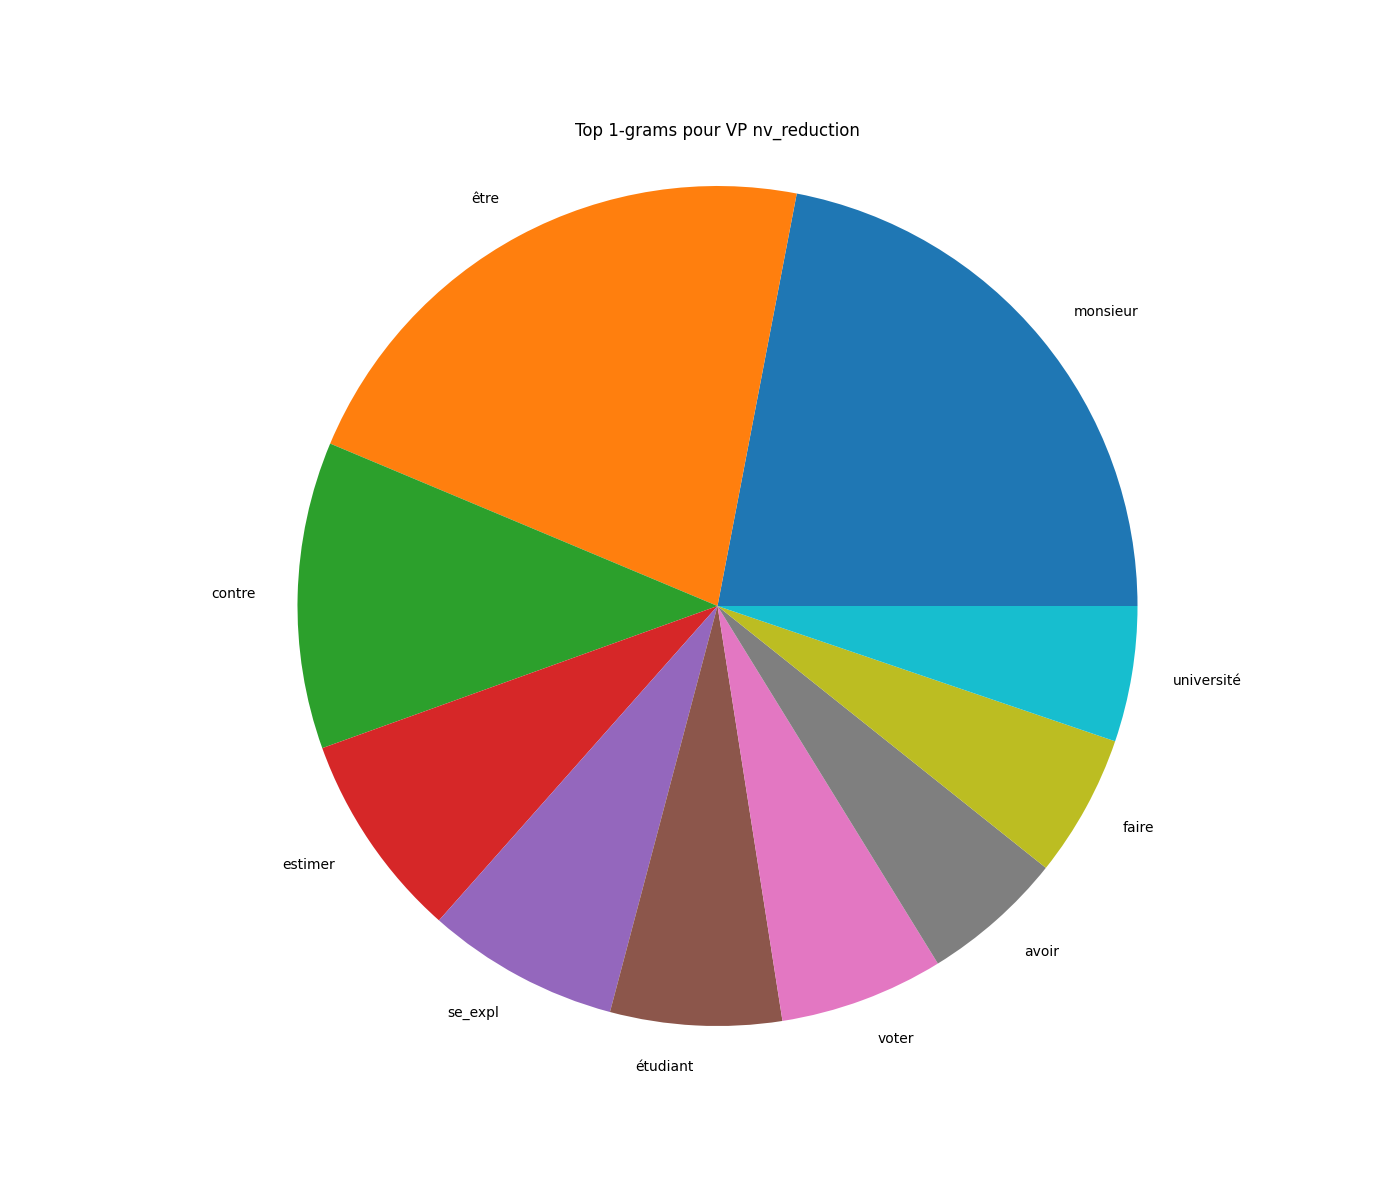 Top 1-grams pour VP nv_reduction
être
monsieur
contre
université
faire
estimer
avoir
se_expl
voter
étudiant